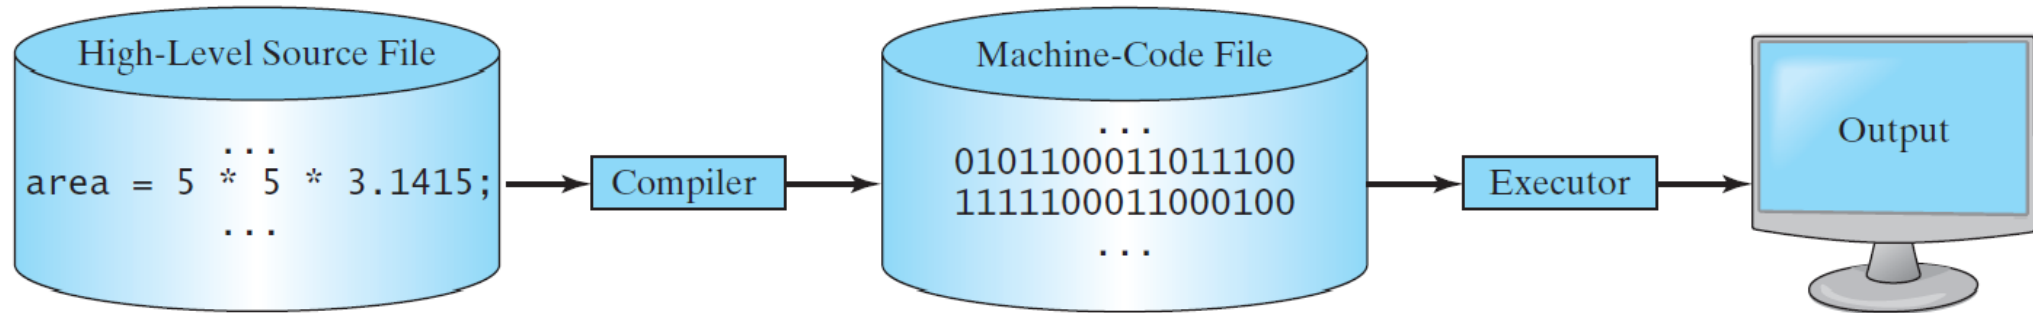 High-Level Source File
...
area = 5 * 5 * 3.1415;
...
Compiler
Machine-Code File
...
0101100011011100
1111100011000100
...
Executor
Output